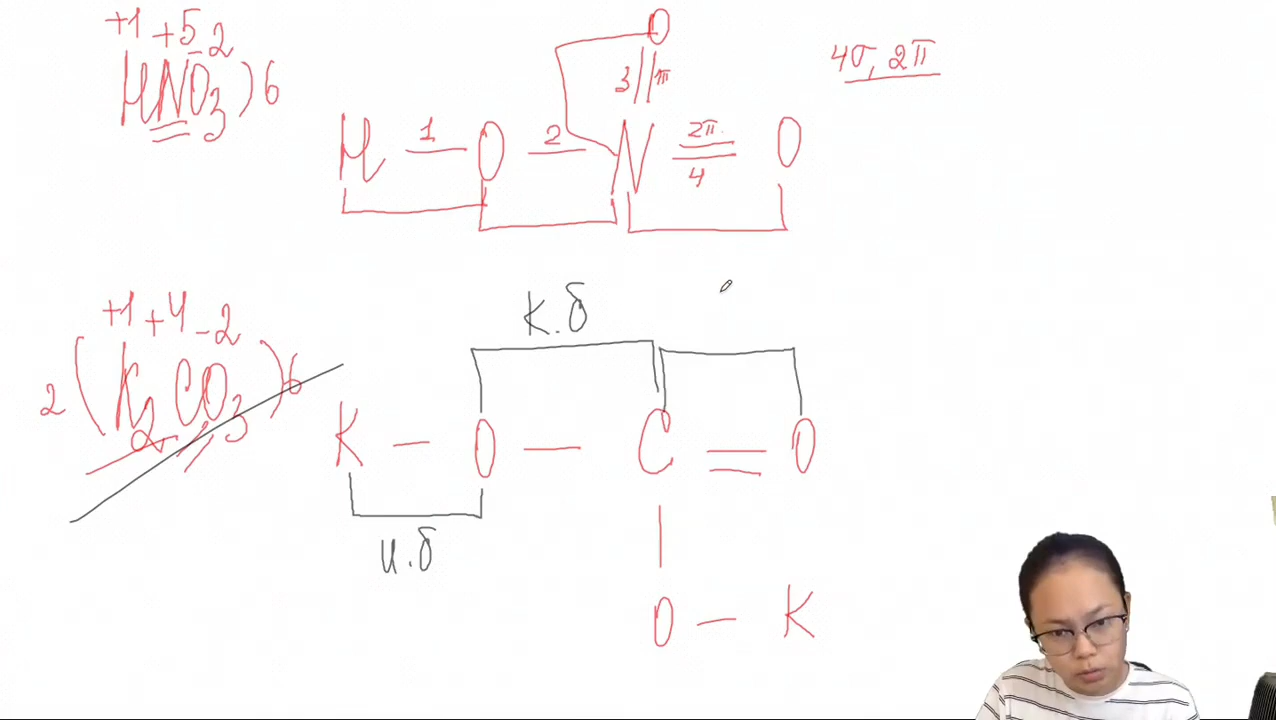 +1 +5 -2
HNO3)6
4σ, 2π
O
3 || π
H 1 O 2 N 2π O
4
к.б
+1 +4 -2
2 (K2CO3)6
K - O - C = O
|
и.б
O - K